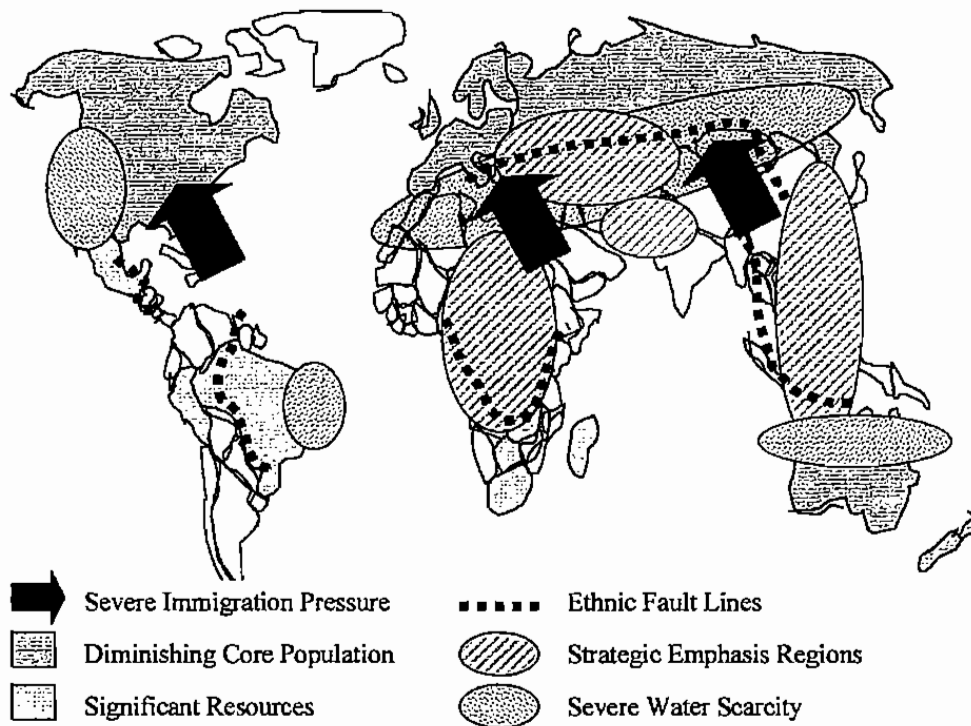 Severe Immigration Pressure
Ethnic Fault Lines
Diminishing Core Population
Strategic Emphasis Regions
Significant Resources
Severe Water Scarcity